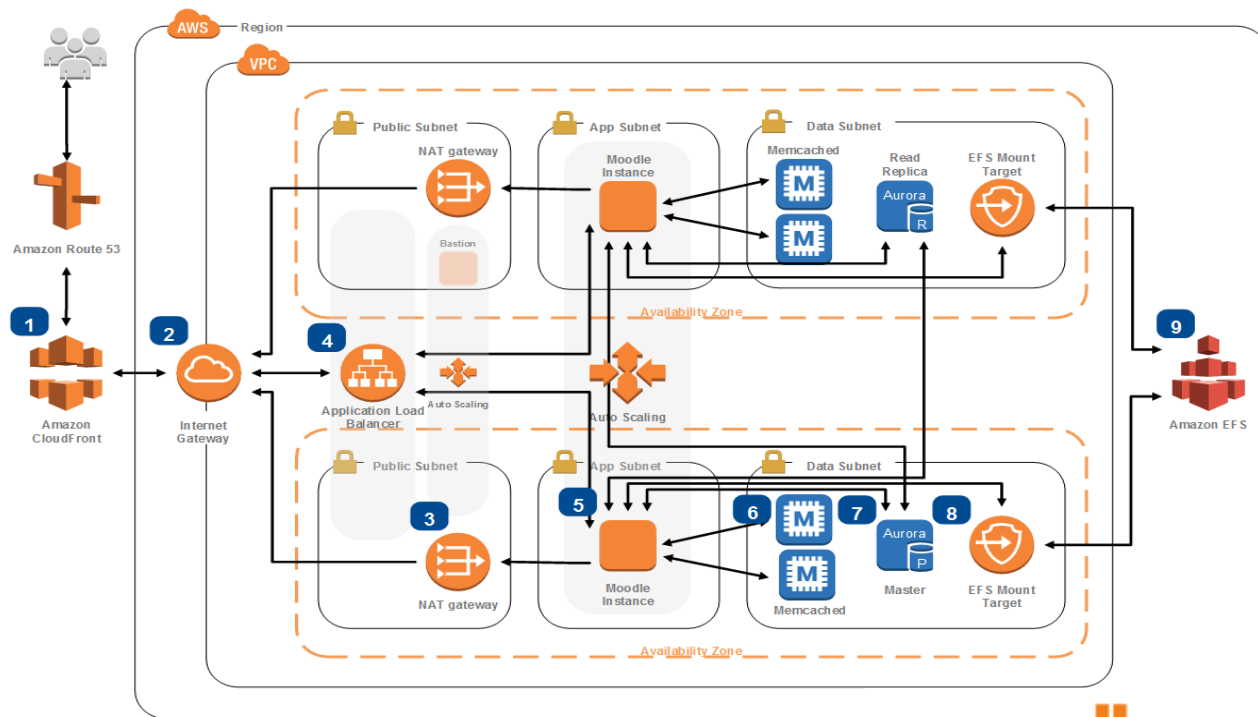 AWS
Region
VPC
Public Subnet
App Subnet
Data Subnet
NAT gateway
Moodle
Instance
Memcached
M
M
Read
Replica
Aurora
R
EFS Mount
Target
Bastion
Availability Zone
Amazon Route 53
1
Amazon
CloudFront
2
Internet
Gateway
4
Application Load
Balancer
Auto Scaling
Auto Scaling
9
Amazon EFS
Public Subnet
App Subnet
Data Subnet
3
NAT gateway
5
Moodle
Instance
6
M
M
Memcached
7
Aurora
P
Master
8
EFS Mount
Target
Availability Zone